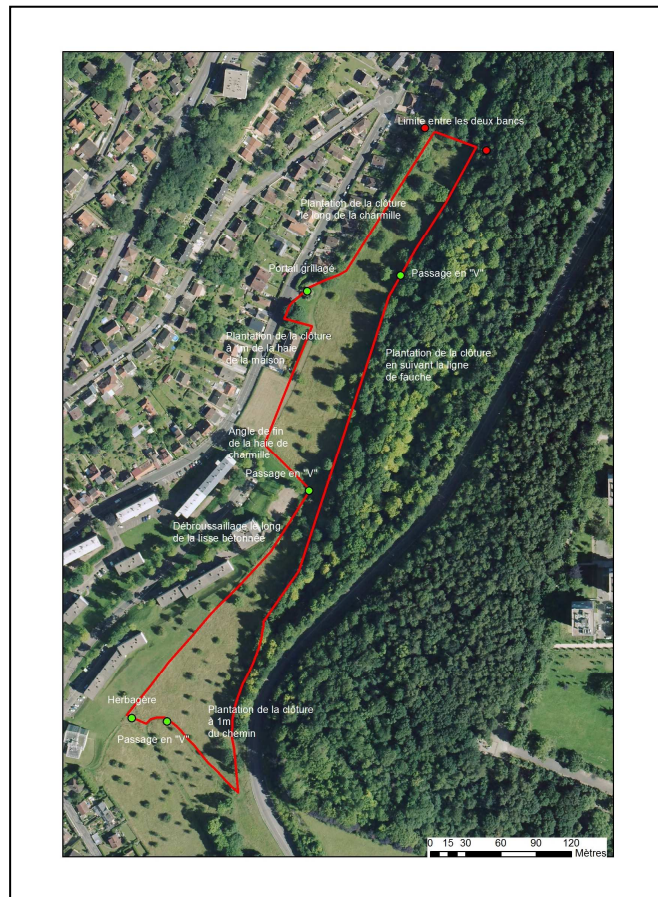 Limite entre les deux bancs
Plantation de la clôture
le long de la charmille
Portail grillagé
Passage en "V"
Plantation de la clôture
à 1m de la haie
de la maison
Plantation de la clôture
en suivant la ligne
de fauche
Angle de fin
de la haie de
charmille
Passage en "V"
Débroussaillage le long
de la lisse bétonnée
Herbagère
Plantation de la clôture
à 1m
du chemin
Passage en "V"
0 15 30 60 90 120
Mètres